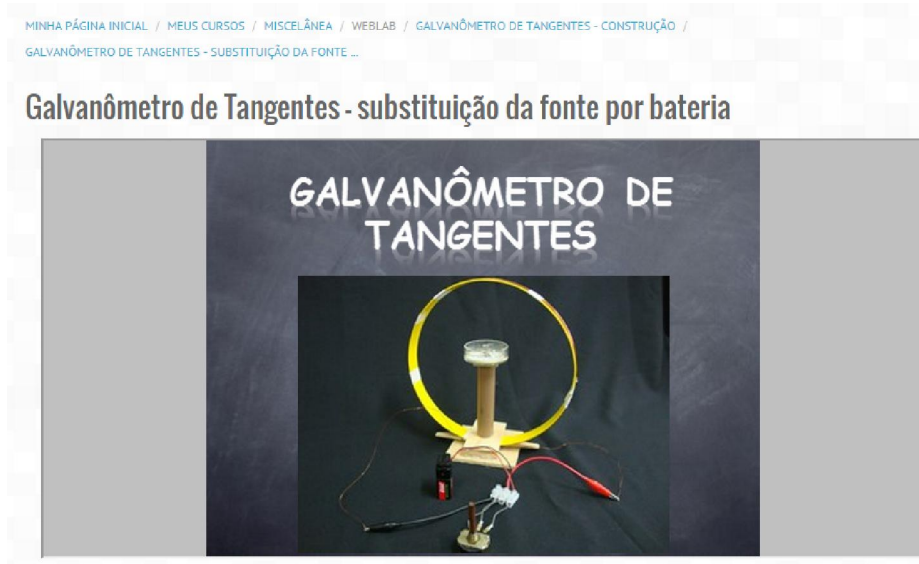 MINHA PÁGINA INICIAL / MEUS CURSOS / MISCELÂNEA / WEBLAB / GALVANÔMETRO DE TANGENTES - CONSTRUÇÃO /
GALVANÔMETRO DE TANGENTES - SUBSTITUIÇÃO DA FONTE ...
Galvanômetro de Tangentes - substituição da fonte por bateria
GALVANÔMETRO DE
TANGENTES